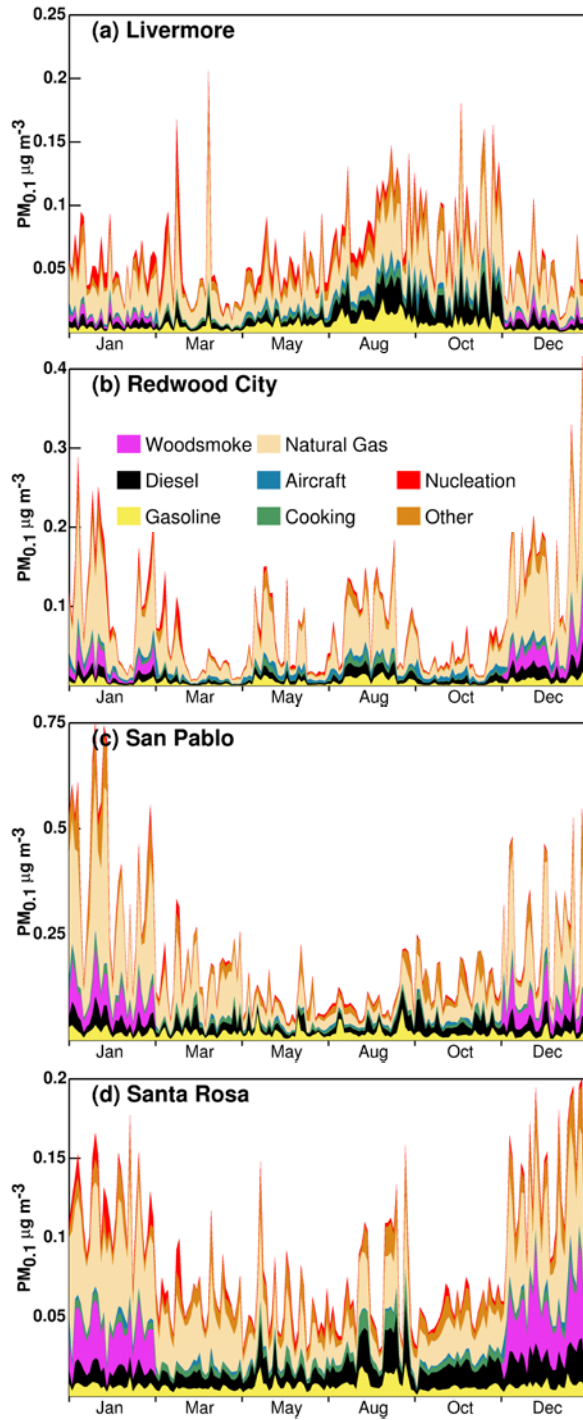 (a) Livermore
0.25
0.2
0.15
0.1
0.05
PM0.1 µg m-3
Jan Mar May Aug Oct Dec
(b) Redwood City
0.4
0.3
0.2
0.1
PM0.1 µg m-3
Woodsmoke Natural Gas
Diesel Aircraft Nucleation
Gasoline Cooking Other
Jan Mar May Aug Oct Dec
(c) San Pablo
0.75
0.5
0.25
PM0.1 µg m-3
Jan Mar May Aug Oct Dec
(d) Santa Rosa
0.2
0.15
0.1
0.05
PM0.1 µg m-3
Jan Mar May Aug Oct Dec